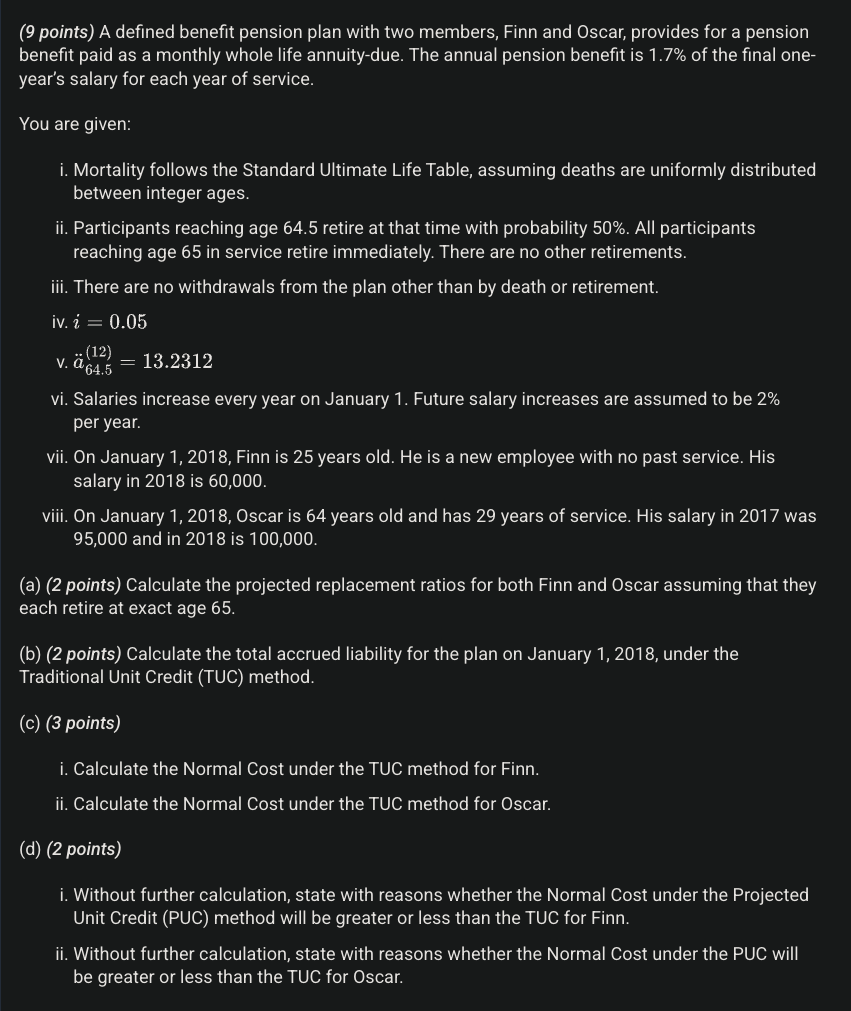 (9 points) A defined benefit pension plan with two members, Finn and Oscar, provides for a pension
benefit paid as a monthly whole life annuity-due. The annual pension benefit is 1.7% of the final one-
year's salary for each year of service.
You are given:
i. Mortality follows the Standard Ultimate Life Table, assuming deaths are uniformly distributed
between integer ages.
ii. Participants reaching age 64.5 retire at that time with probability 50%. All participants
reaching age 65 in service retire immediately. There are no other retirements.
iii. There are no withdrawals from the plan other than by death or retirement.
iv. i = 0.05
v. ä^{(12)}_{64.5} = 13.2312
vi. Salaries increase every year on January 1. Future salary increases are assumed to be 2%
per year.
vii. On January 1, 2018, Finn is 25 years old. He is a new employee with no past service. His
salary in 2018 is 60,000.
viii. On January 1, 2018, Oscar is 64 years old and has 29 years of service. His salary in 2017 was
95,000 and in 2018 is 100,000.
(a) (2 points) Calculate the projected replacement ratios for both Finn and Oscar assuming that they
each retire at exact age 65.
(b) (2 points) Calculate the total accrued liability for the plan on January 1, 2018, under the
Traditional Unit Credit (TUC) method.
(c) (3 points)
i. Calculate the Normal Cost under the TUC method for Finn.
ii. Calculate the Normal Cost under the TUC method for Oscar.
(d) (2 points)
i. Without further calculation, state with reasons whether the Normal Cost under the Projected
Unit Credit (PUC) method will be greater or less than the TUC for Finn.
ii. Without further calculation, state with reasons whether the Normal Cost under the PUC will
be greater or less than the TUC for Oscar.